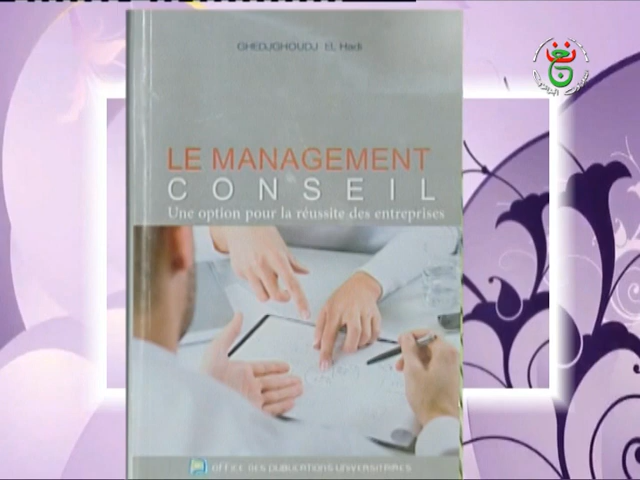 GHEDJGHOUDJ EL Hadi
LE MANAGEMENT
CONSEIL
Une option pour la réussite des entreprises
OFFICE DES PUBLICATIONS UNIVERSITAIRES